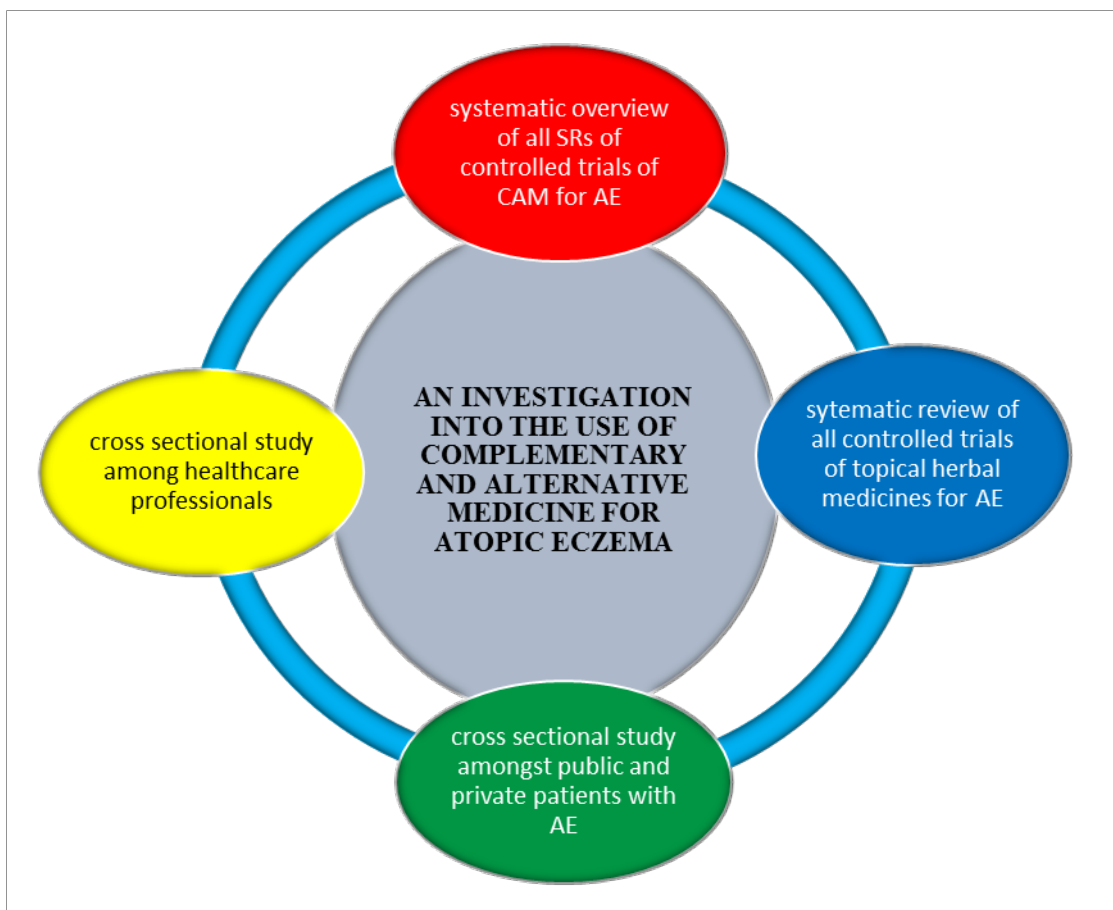 systematic overview
of all SRs of
controlled trials of
CAM for AE
AN INVESTIGATION
INTO THE USE OF
COMPLEMENTARY
AND ALTERNATIVE
MEDICINE FOR
ATOPIC ECZEMA
sytematic review of
all controlled trials
of topical herbal
medicines for AE
cross sectional study
amongst public and
private patients with
AE
cross sectional study
among healthcare
professionals